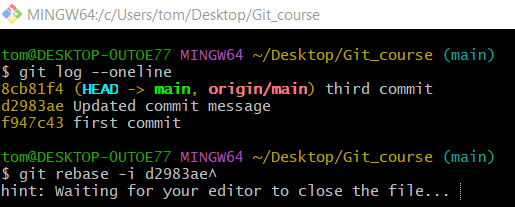 MINGW64:/c/Users/tom/Desktop/Git_course
tom@DESKTOP-OUTOE77 MINGW64 ~/Desktop/Git_course (main)
$ git log --oneline
8cb81f4 (HEAD -> main, origin/main) third commit
d2983ae Updated commit message
f947c43 first commit
tom@DESKTOP-OUTOE77 MINGW64 ~/Desktop/Git_course (main)
$ git rebase -i d2983ae^
hint: Waiting for your editor to close the file...